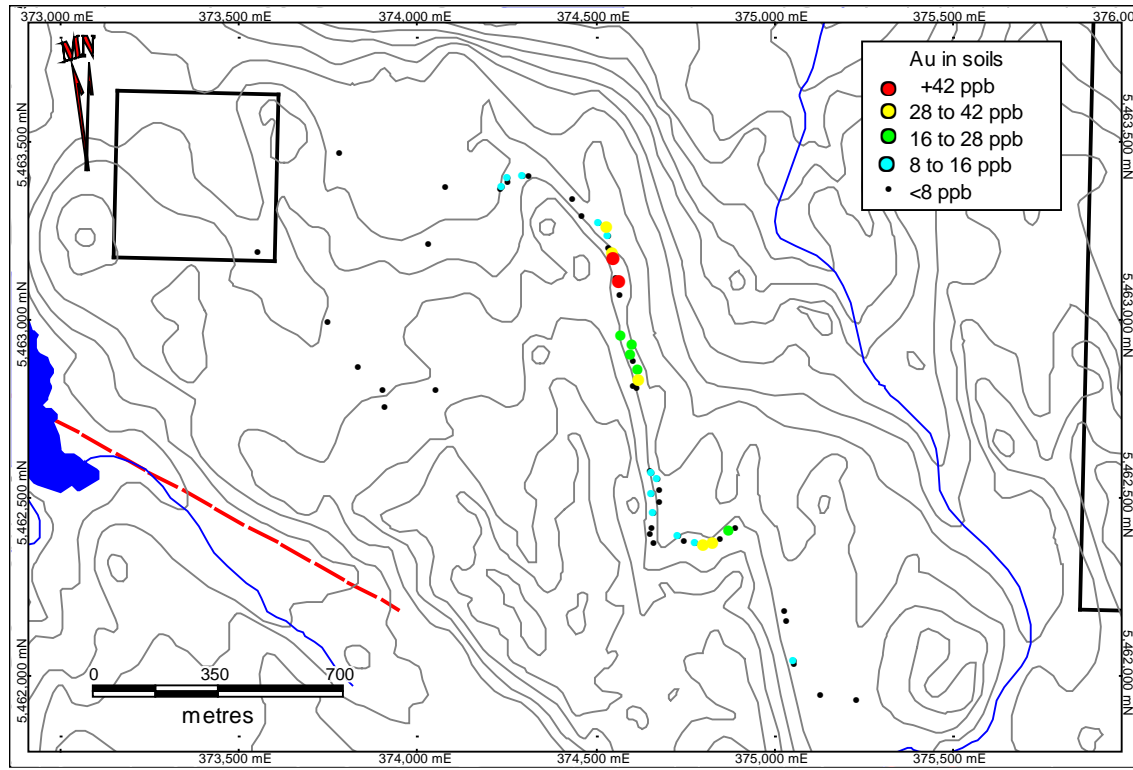 373,000 mE 373,500 mE 374,000 mE 374,500 mE 375,000 mE 375,500 mE 376,0
MN
Au in soils
+42 ppb
28 to 42 ppb
16 to 28 ppb
8 to 16 ppb
<8 ppb
5,463,500 mN 5,463,500 mN
5,463,000 mN 5,463,000 mN
5,462,500 mN 5,462,500 mN
5,462,000 mN 5,462,000 mN
0 350 700
metres
373,500 mE 374,000 mE 374,500 mE 375,000 mE 375,500 mE